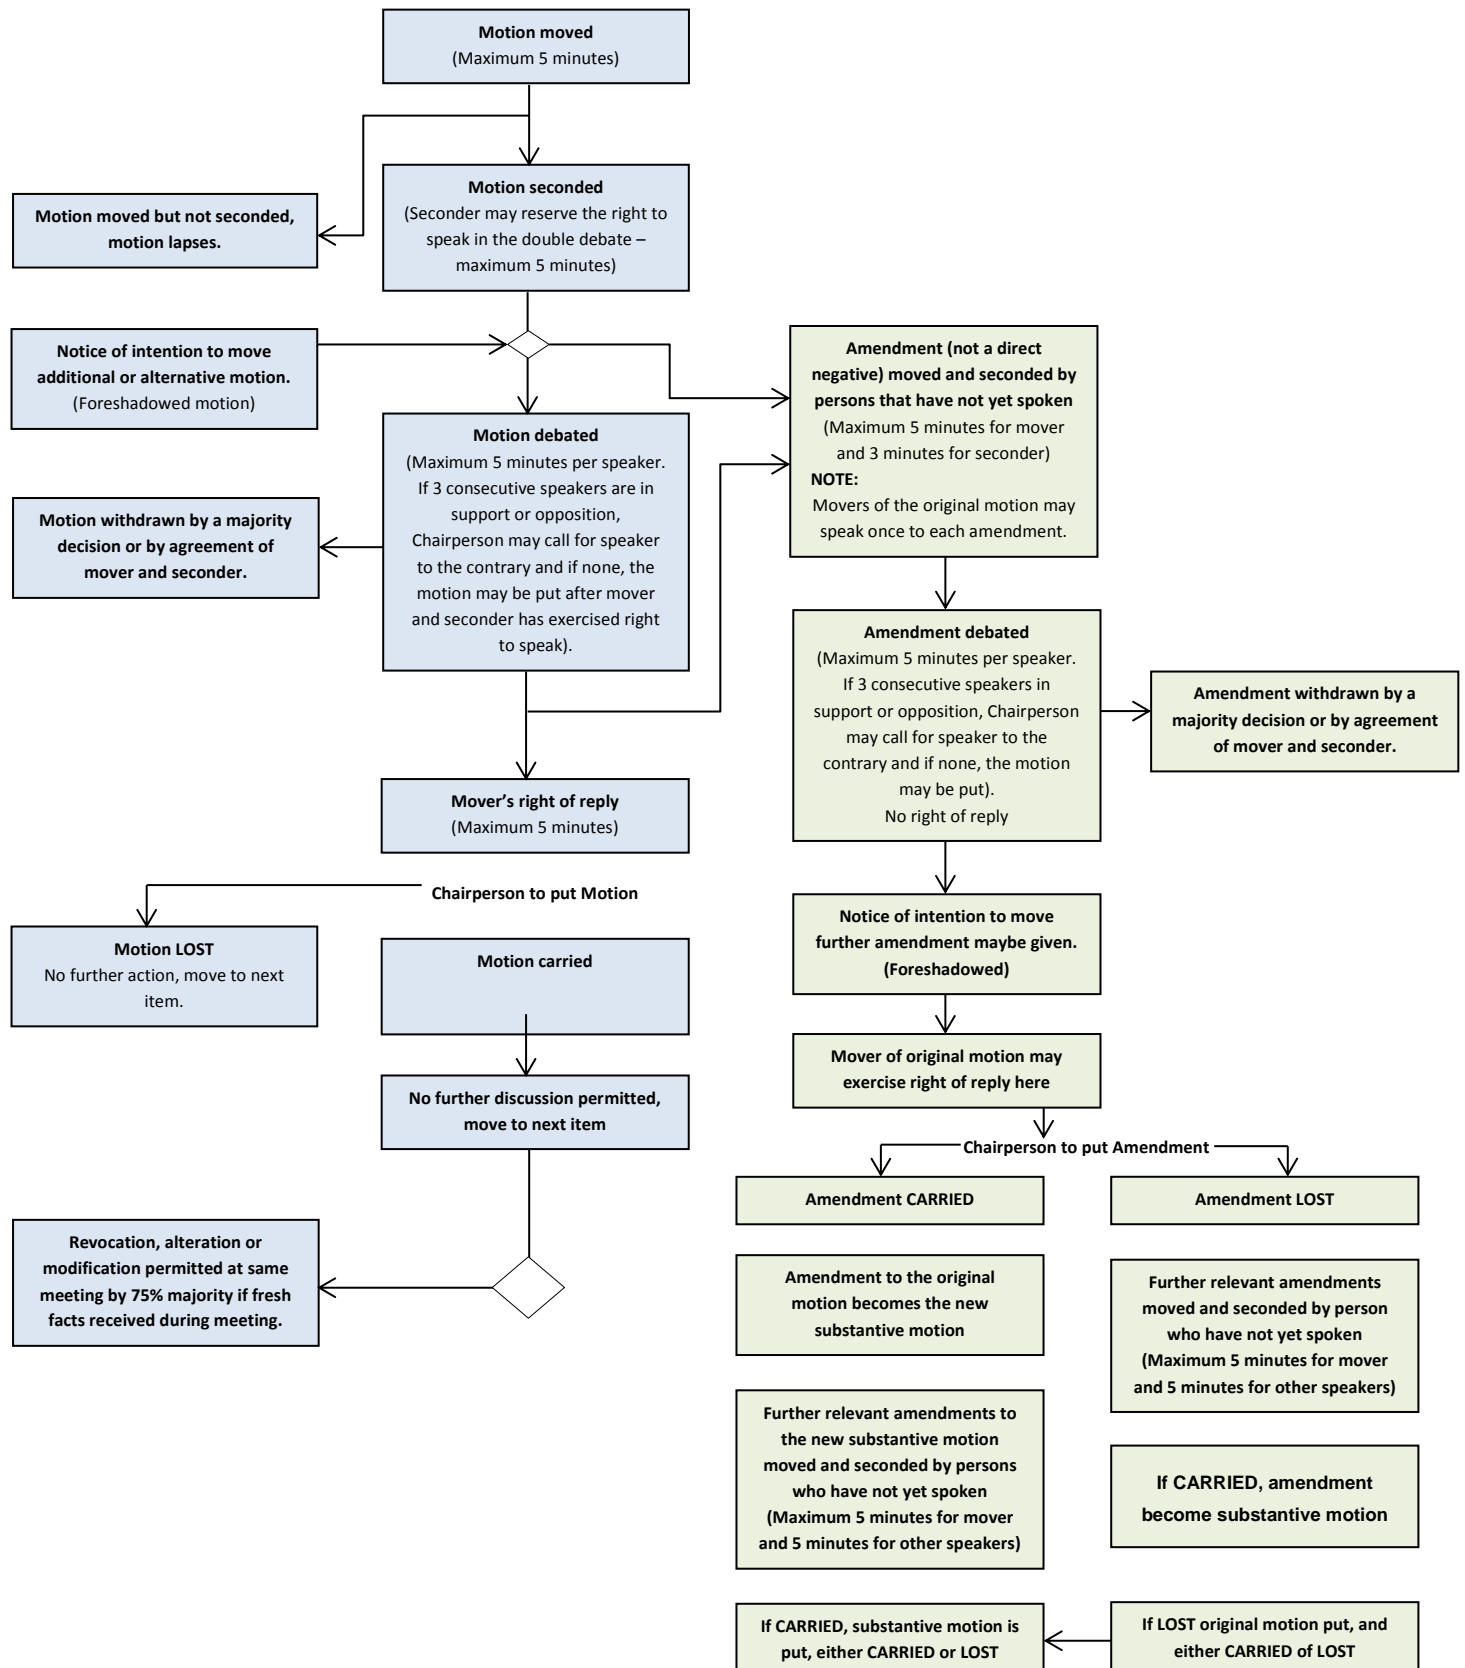 Motion moved
(Maximum 5 minutes)
Motion seconded
(Seconder may reserve the right to
speak in the double debate –
maximum 5 minutes)
Motion moved but not seconded,
motion lapses.
Notice of intention to move
additional or alternative motion.
(Foreshadowed motion)
Motion debated
(Maximum 5 minutes per speaker.
If 3 consecutive speakers are in
support or opposition,
Chairperson may call for speaker
to the contrary and if none, the
motion may be put after mover
and seconder has exercised right
to speak).
Motion withdrawn by a majority
decision or by agreement of
mover and seconder.
Mover’s right of reply
(Maximum 5 minutes)
Chairperson to put Motion
Motion LOST
No further action, move to next
item.
Motion carried
No further discussion permitted,
move to next item
Revocation, alteration or
modification permitted at same
meeting by 75% majority if fresh
facts received during meeting.
Amendment (not a direct
negative) moved and seconded by
persons that have not yet spoken
(Maximum 5 minutes for mover
and 3 minutes for seconder)
NOTE:
Movers of the original motion may
speak once to each amendment.
Amendment debated
(Maximum 5 minutes per speaker.
If 3 consecutive speakers in
support or opposition, Chairperson
may call for speaker to the
contrary and if none, the motion
may be put).
No right of reply
Amendment withdrawn by a
majority decision or by agreement
of mover and seconder.
Notice of intention to move
further amendment maybe given.
(Foreshadowed)
Mover of original motion may
exercise right of reply here
Chairperson to put Amendment
Amendment CARRIED
Amendment to the original
motion becomes the new
substantive motion
Further relevant amendments to
the new substantive motion
moved and seconded by persons
who have not yet spoken
(Maximum 5 minutes for mover
and 5 minutes for other speakers)
If CARRIED, substantive motion is
put, either CARRIED or LOST
Amendment LOST
Further relevant amendments
moved and seconded by person
who have not yet spoken
(Maximum 5 minutes for mover
and 5 minutes for other speakers)
If CARRIED, amendment
become substantive motion
If LOST original motion put, and
either CARRIED of LOST